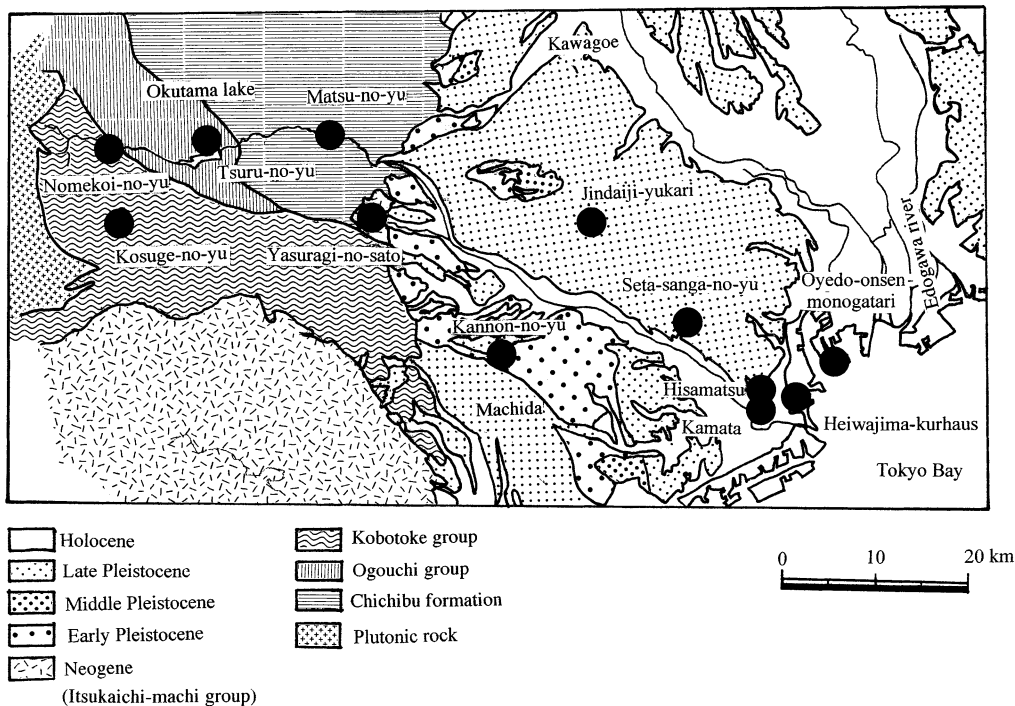 Kawagoe
Okutama lake
Matsu-no-yu
Tsuru-no-yu
Nomekoi-no-yu
Jindaiji-yukari
Kosuge-no-yu
Yasuragi-no-sato
Edogawa river
Seta-sanga-no-yu
Oyedo-onsen-
monogatari
Kannon-no-yu
Hisamatsu
Machida
Kamata
Heiwajima-kurhaus
Tokyo Bay
Holocene
Late Pleistocene
Middle Pleistocene
Early Pleistocene
Neogene
(Itsukaichi-machi group)
Kobotoke group
Ogouchi group
Chichibu formation
Plutonic rock
0 10 20 km